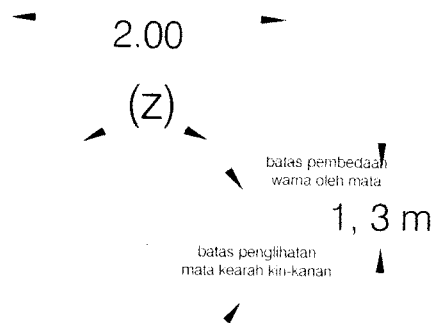 2.00
(Z)
batas pembedaan
warna oleh mata
1, 3 m
batas penglihatan
mata kearah kiri-kanan